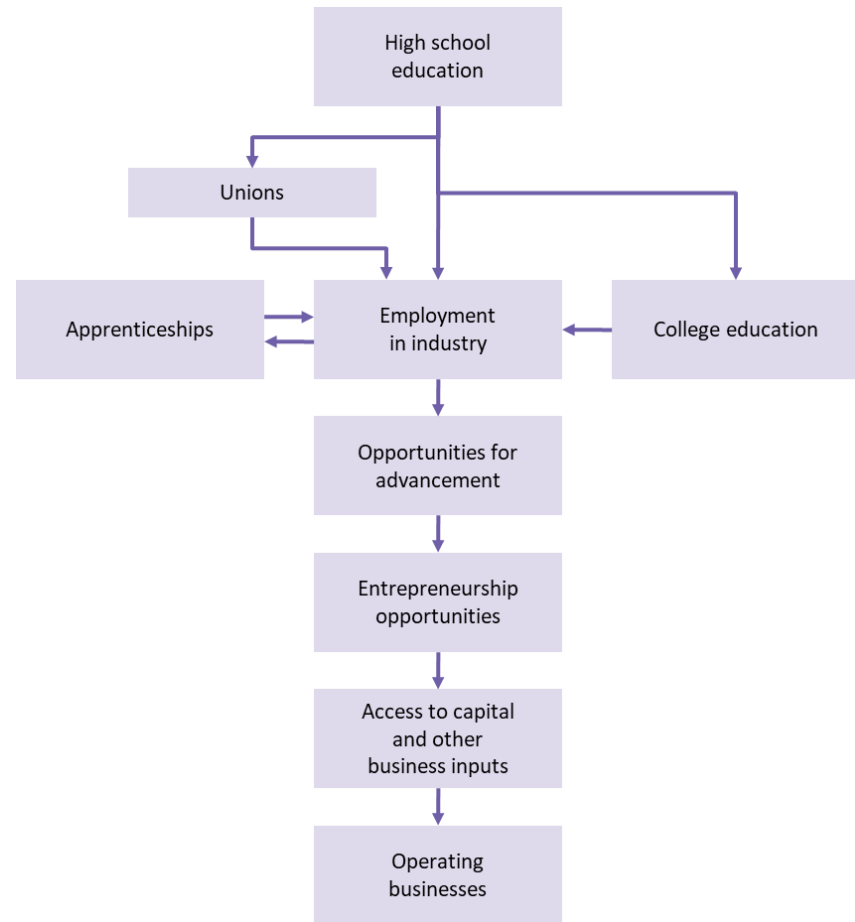 High school
education
Unions
Apprenticeships
Employment
in industry
College education
Opportunities for
advancement
Entrepreneurship
opportunities
Access to capital
and other
business inputs
Operating
businesses